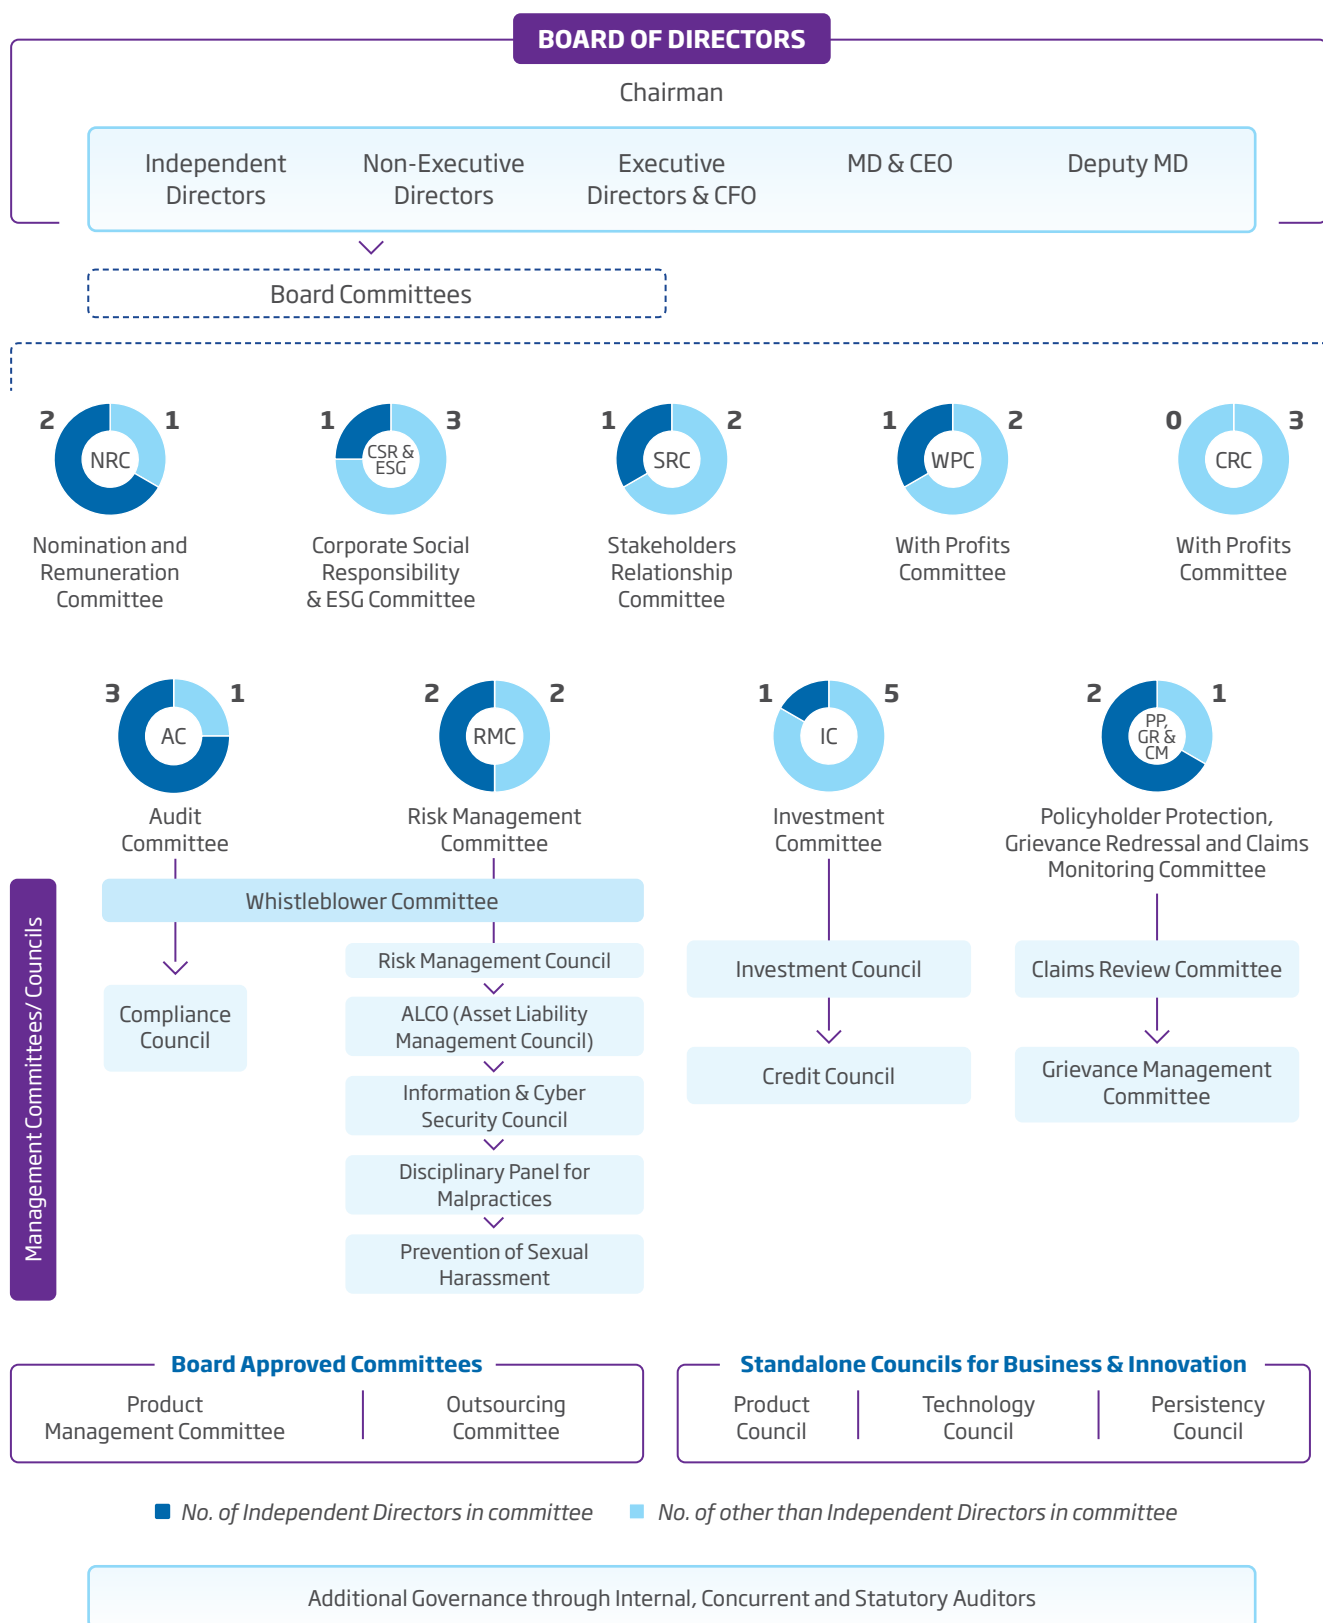 BOARD OF DIRECTORS
Chairman
Independent
Directors
Non-Executive
Directors
Executive
Directors & CFO
MD & CEO
Deputy MD
Board Committees
2
1
NRC
Nomination and
Remuneration
Committee
1
3
CSR &
ESG
Corporate Social
Responsibility
& ESG Committee
1
2
SRC
Stakeholders
Relationship
Committee
1
2
WPC
With Profits
Committee
0
3
CRC
With Profits
Committee
3
1
AC
Audit
Committee
2
2
RMC
Risk Management
Committee
1
5
IC
Investment
Committee
2
1
PP,
GR &
CM
Policyholder Protection,
Grievance Redressal and Claims
Monitoring Committee
Management Committees/ Councils
Whistleblower Committee
Compliance
Council
Risk Management Council
ALCO (Asset Liability
Management Council)
Information & Cyber
Security Council
Disciplinary Panel for
Malpractices
Prevention of Sexual
Harassment
Investment Council
Credit Council
Claims Review Committee
Grievance Management
Committee
Board Approved Committees
Product
Management Committee
Outsourcing
Committee
Standalone Councils for Business & Innovation
Product
Council
Technology
Council
Persistency
Council
No. of Independent Directors in committee
No. of other than Independent Directors in committee
Additional Governance through Internal, Concurrent and Statutory Auditors